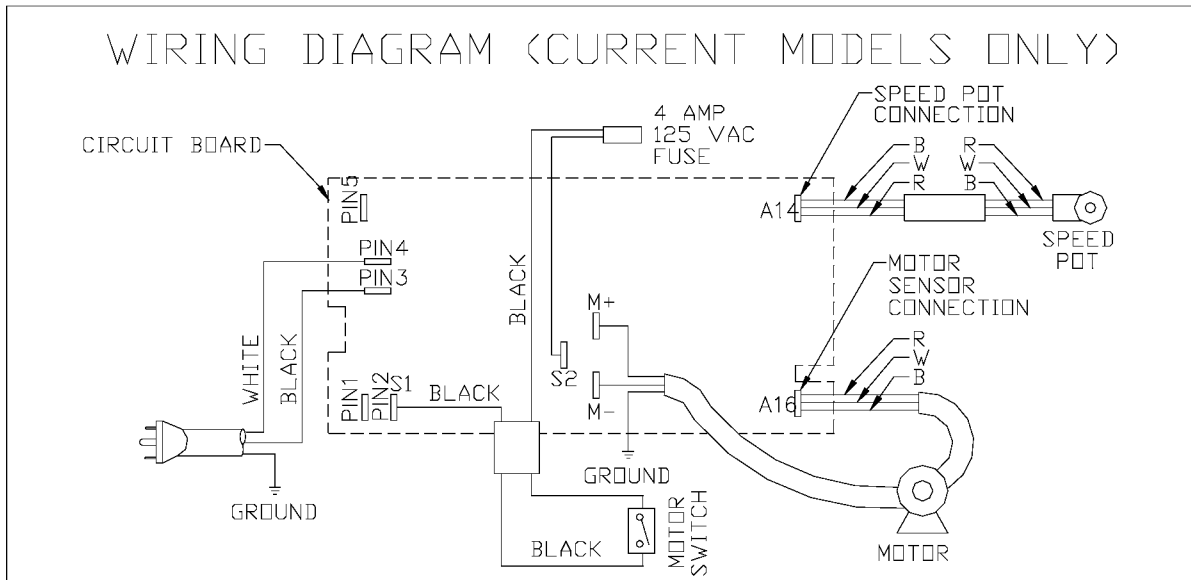 WIRING DIAGRAM (CURRENT MODELS ONLY)
CIRCUIT BOARD
4 AMP
125 VAC
FUSE
SPEED POT
CONNECTION
B
R
W
W
R
B
A14
SPEED
POT
PIN5
PIN4
PIN3
WHITE
BLACK
BLACK
M+
S2
M-
MOTOR
SENSOR
CONNECTION
R
W
B
A16
PIN1
PIN2
S1
BLACK
GROUND
GROUND
BLACK
MOTOR
SWITCH
MOTOR